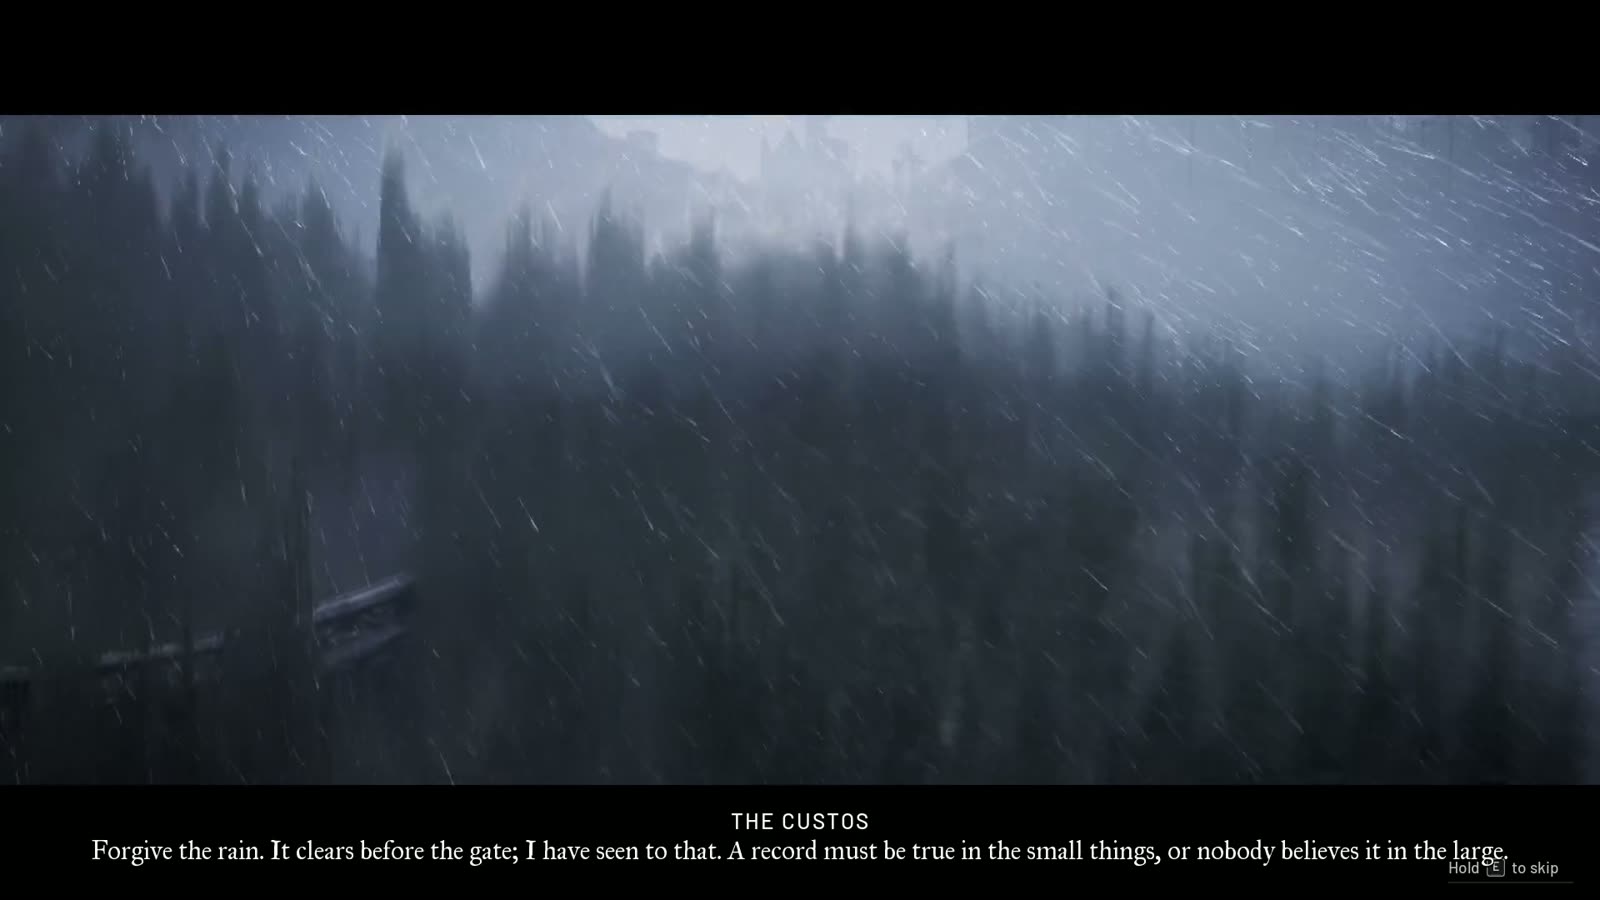 THE CUSTOS
Forgive the rain. It clears before the gate; I have seen to that. A record must be true in the small things, or nobody believes it in the large.
Hold E to skip